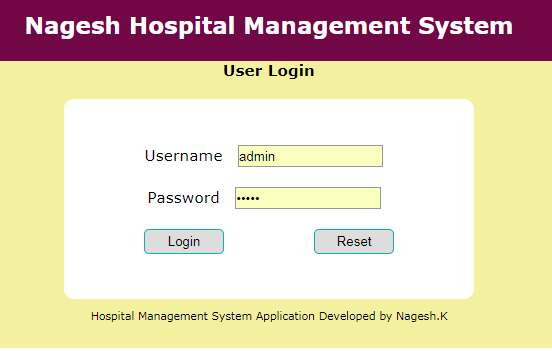 Nagesh Hospital Management System
User Login
Username admin
Password •••••
Login Reset
Hospital Management System Application Developed by Nagesh.K